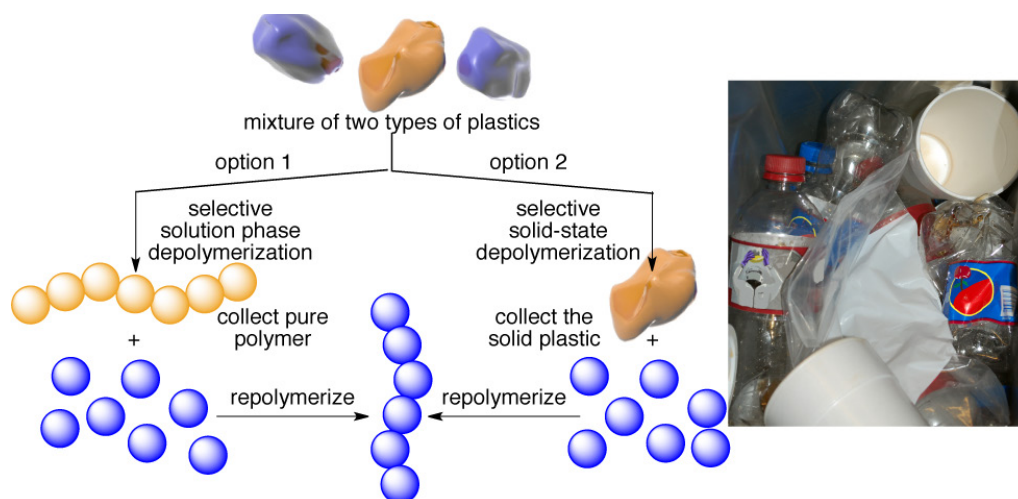 mixture of two types of plastics
option 1
option 2
selective
solution phase
depolymerization
selective
solid-state
depolymerization
collect pure
polymer
collect the
solid plastic
+
+
repolymerize
repolymerize